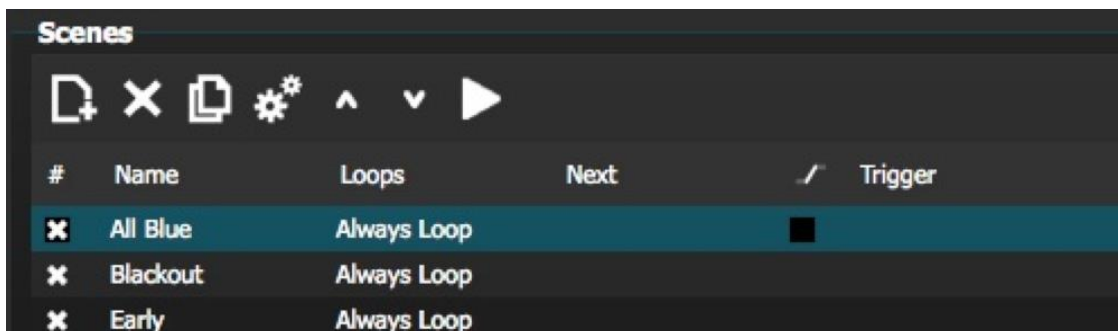 Scenes
# Name Loops Next Trigger
All Blue Always Loop
Blackout Always Loop
Early Always Loop